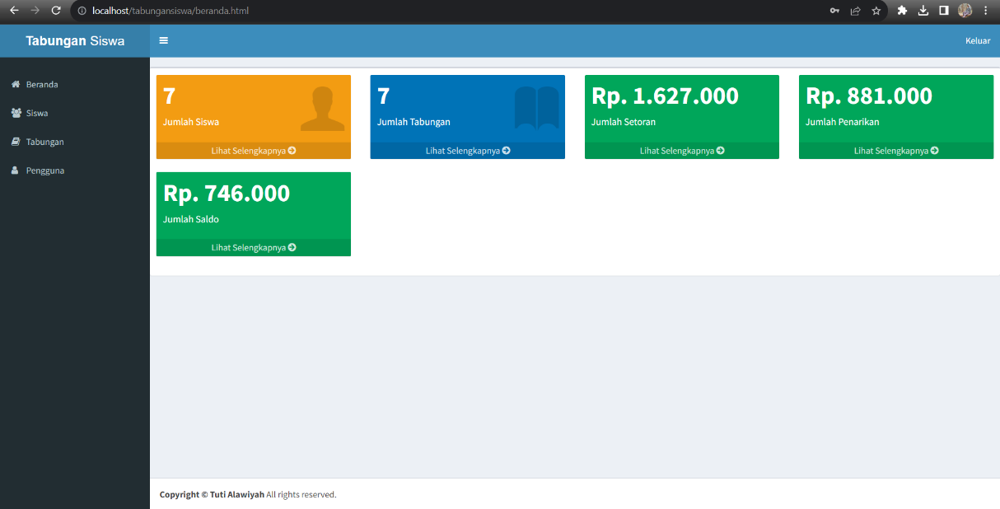 localhost/tabungansiswa/beranda.html
Tabungan Siswa
Keluar
Beranda
Siswa
Tabungan
Pengguna
7
Jumlah Siswa
Lihat Selengkapnya
7
Jumlah Tabungan
Lihat Selengkapnya
Rp. 1.627.000
Jumlah Setoran
Lihat Selengkapnya
Rp. 881.000
Jumlah Penarikan
Lihat Selengkapnya
Rp. 746.000
Jumlah Saldo
Lihat Selengkapnya
Copyright © Tuti Alawiyah All rights reserved.